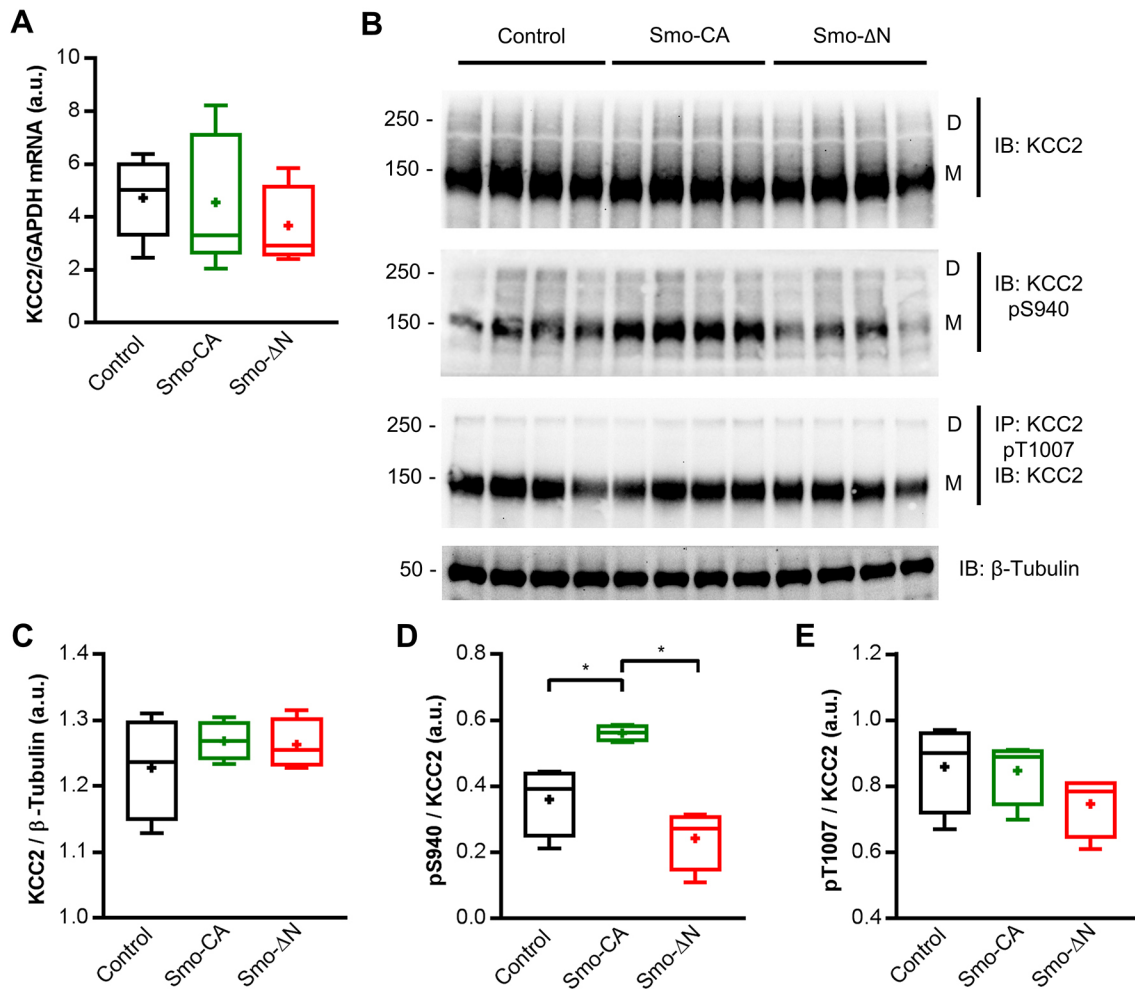 A
KCC2/GAPDH mRNA (a.u.)
10
8
6
4
2
0
Control
Smo-CA
Smo-ΔN
B
Control
Smo-CA
Smo-ΔN
250 -
150 -
D
M
IB: KCC2
250 -
150 -
D
M
IB: KCC2
pS940
250 -
150 -
D
M
IP: KCC2
pT1007
IB: KCC2
50 -
IB: β-Tubulin
C
KCC2 / β -Tubulin (a.u.)
1.4
1.3
1.2
1.1
1.0
Control
Smo-CA
Smo-ΔN
D
pS940 / KCC2 (a.u.)
0.8
0.6
0.4
0.2
0.0
*
*
Control
Smo-CA
Smo-ΔN
E
pT1007 / KCC2 (a.u.)
1.2
1.0
0.8
0.6
0.4
Control
Smo-CA
Smo-ΔN